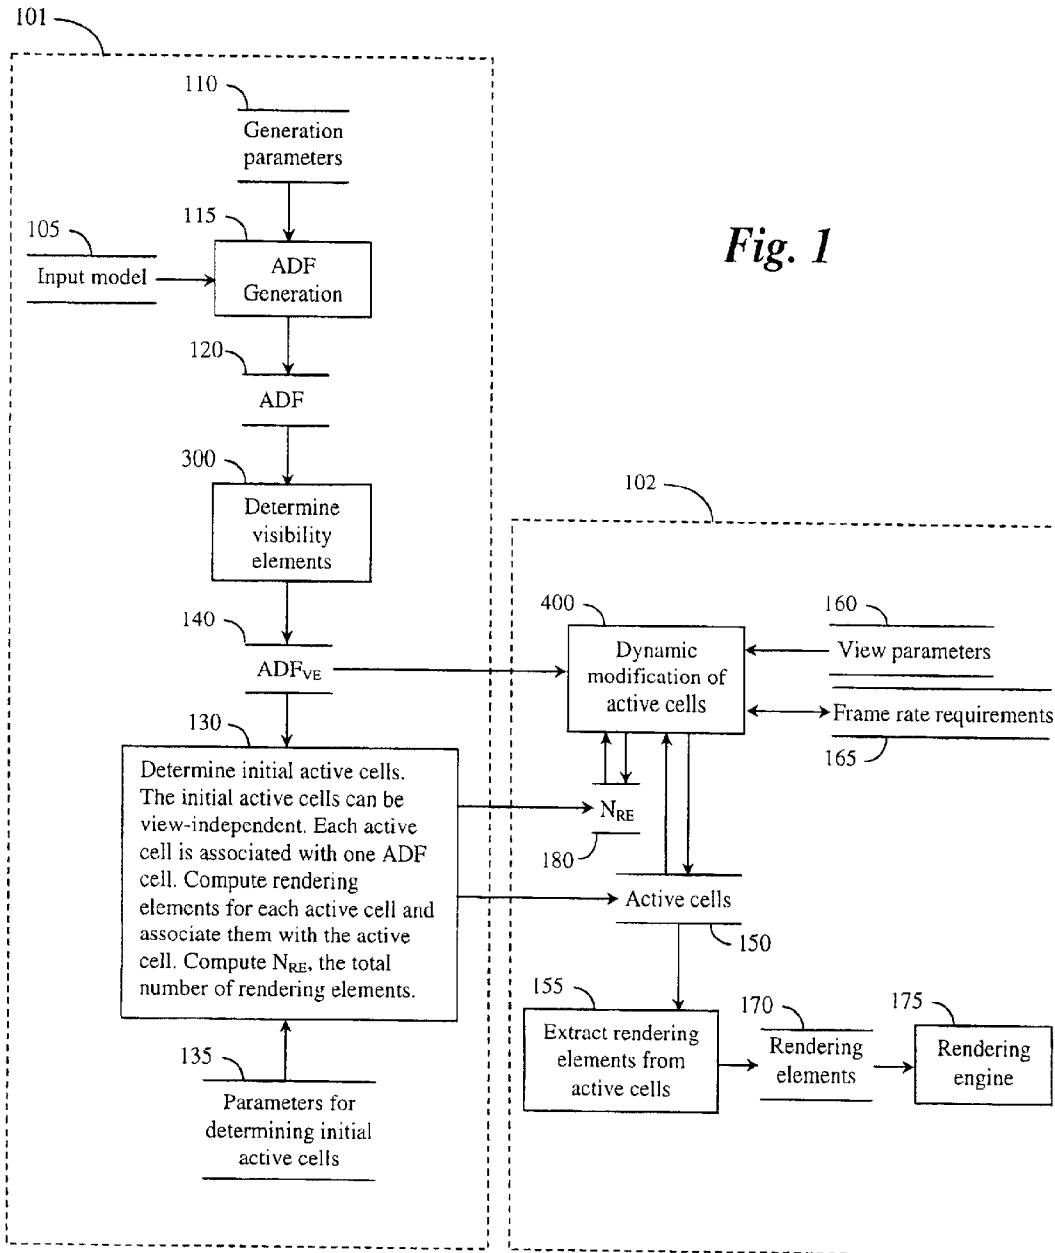 101
110
Generation
parameters
115
105
Input model
ADF
Generation
Fig. 1
120
ADF
300
Determine
visibility
elements
102
140
ADFVE
400
Dynamic
modification of
active cells
160
View parameters
Frame rate requirements
165
130
Determine initial active cells.
The initial active cells can be
view-independent. Each active
cell is associated with one ADF
cell. Compute rendering
elements for each active cell and
associate them with the active
cell. Compute NRE, the total
number of rendering elements.
NRE
180
Active cells
150
155
Extract rendering
elements from
active cells
170
Rendering
elements
175
Rendering
engine
135
Parameters for
determining initial
active cells